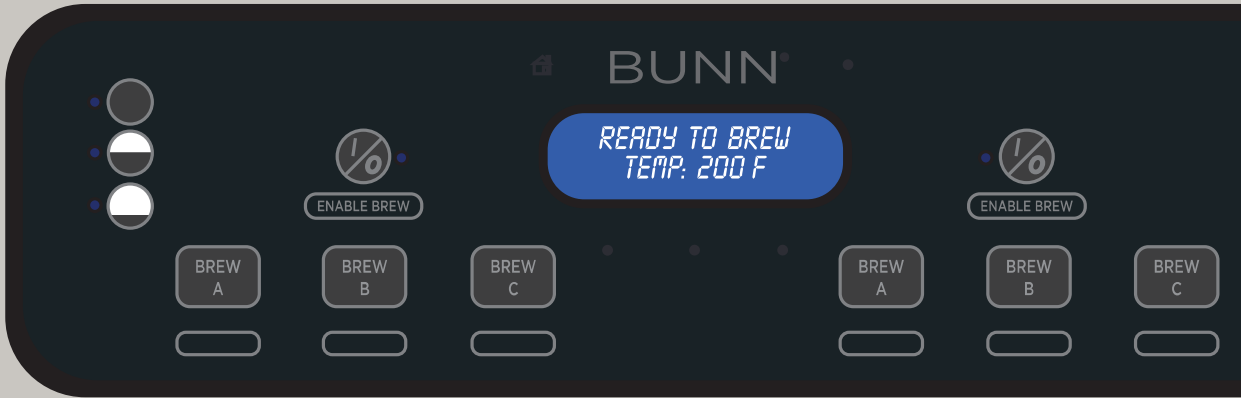 BUNN
READY TO BREW
TEMP: 200 F
I/O
I/O
ENABLE BREW
ENABLE BREW
BREW
A
BREW
B
BREW
C
BREW
A
BREW
B
BREW
C